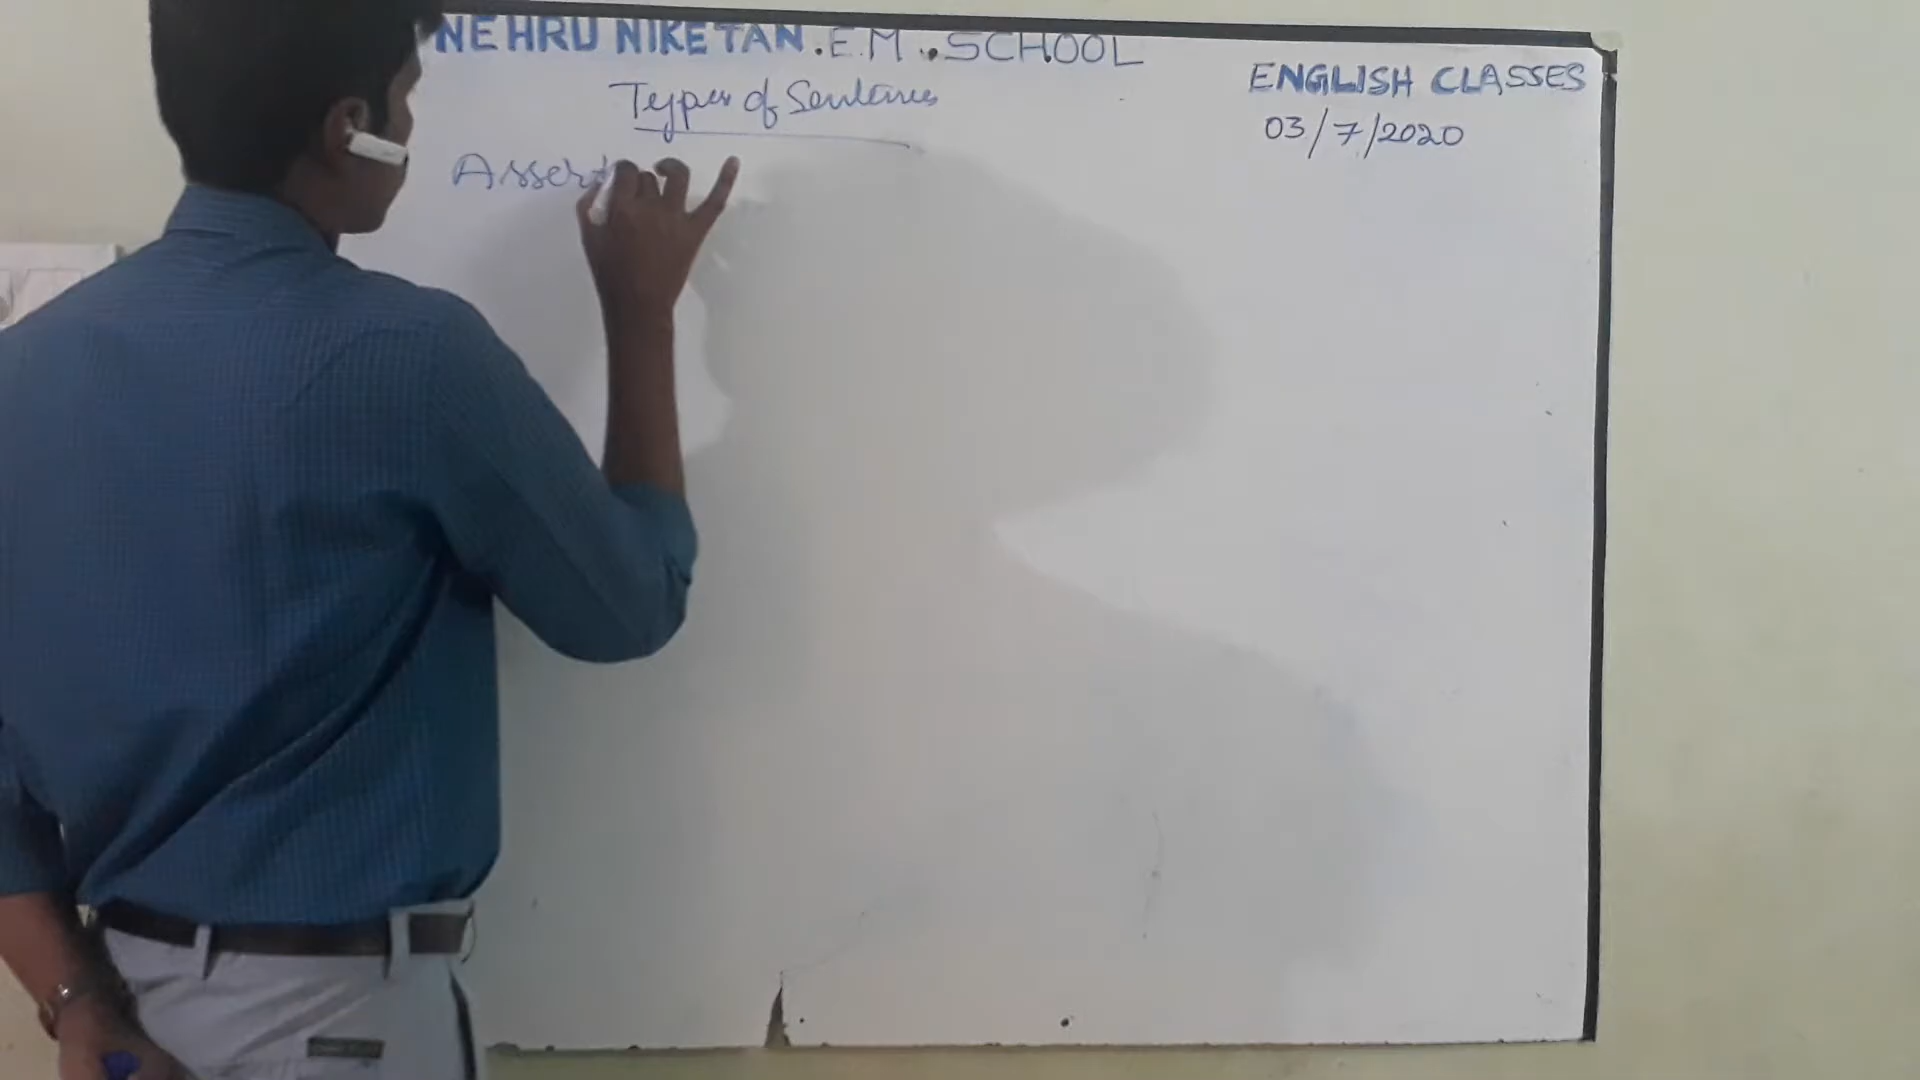 NEHRU NIKETAN.E.M..SCHOOL
ENGLISH CLASSES
03/7/2020
Types of Sentences
Assert